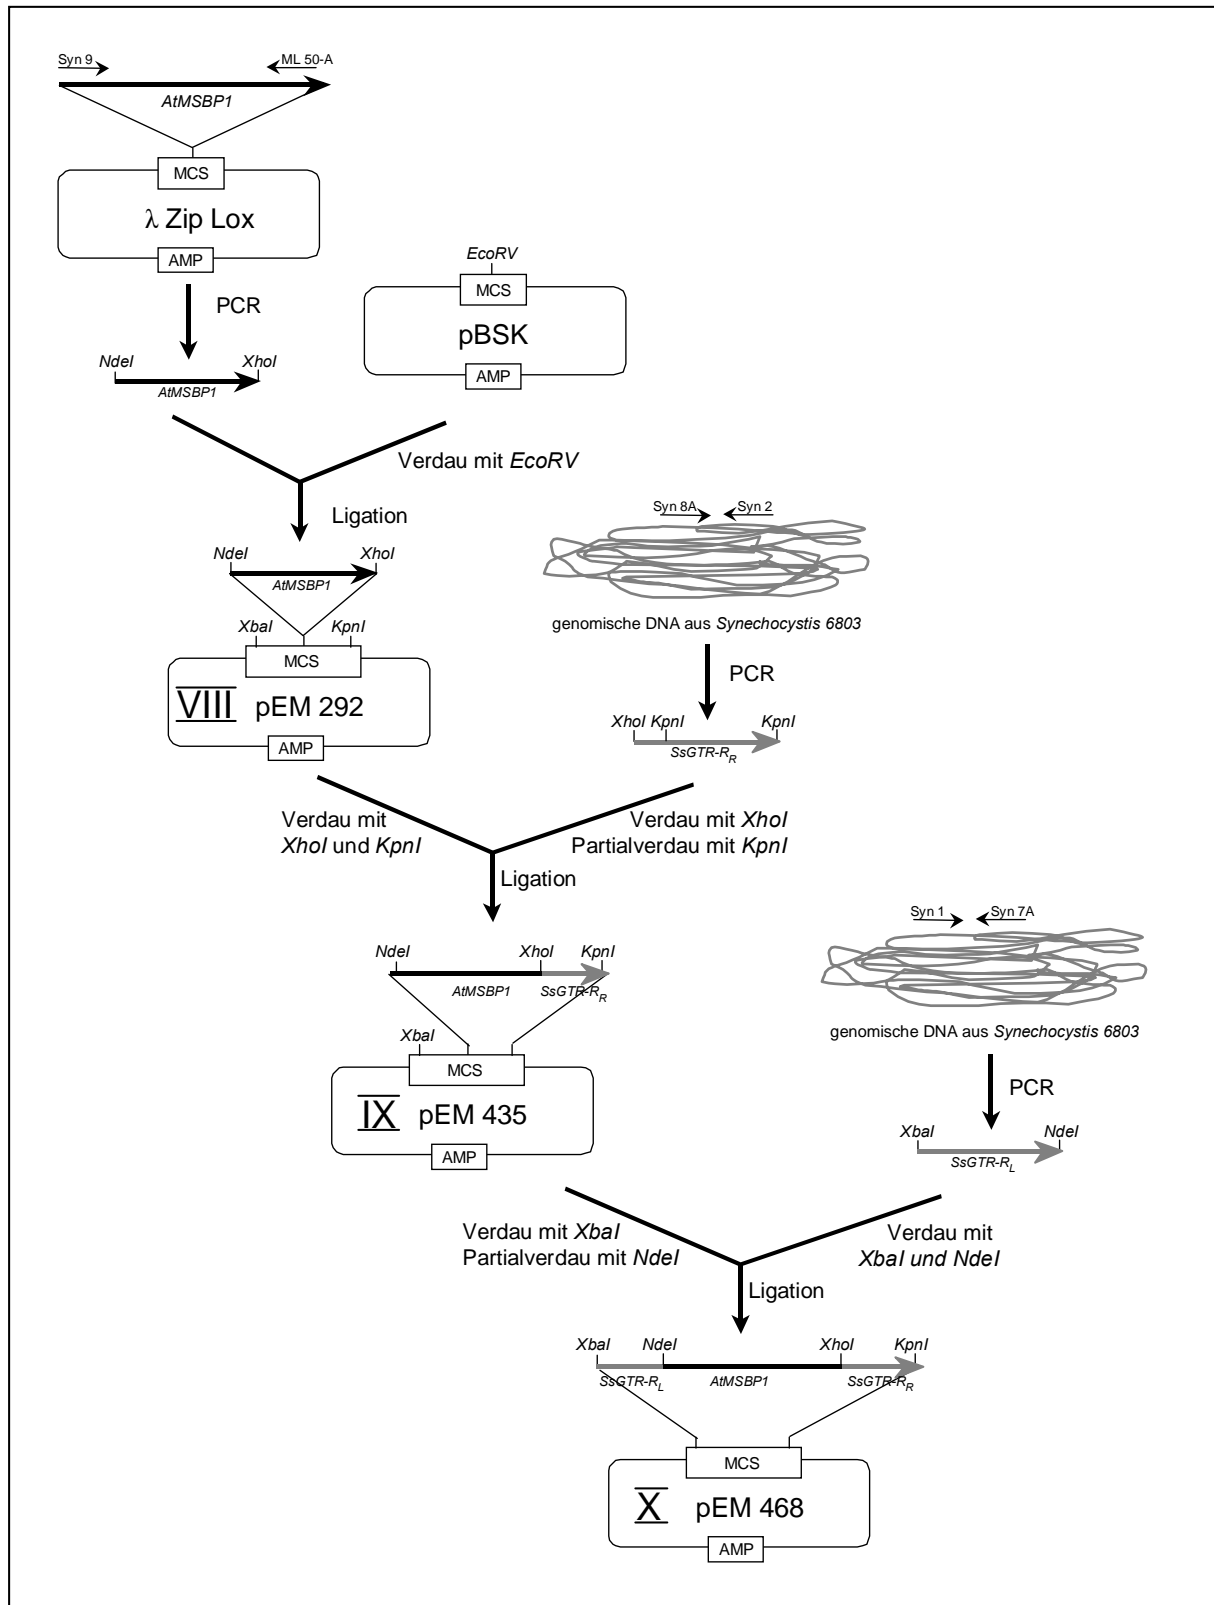 Syn 9
ML 50-A
AtMSBP1
MCS
λ Zip Lox
AMP
PCR
NdeI
XhoI
AtMSBP1
EcoRV
MCS
pBSK
AMP
Verdau mit EcoRV
Ligation
NdeI
XhoI
AtMSBP1
XbaI
KpnI
MCS
VIII pEM 292
AMP
Syn 8A
Syn 2
genomische DNA aus Synechocystis 6803
PCR
XhoI KpnI
KpnI
SsGTR-RR
Verdau mit
XhoI und KpnI
Verdau mit XhoI
Partialverdau mit KpnI
Ligation
NdeI
XhoI
KpnI
AtMSBP1
SsGTR-RR
XbaI
MCS
IX pEM 435
AMP
Syn 1
Syn 7A
genomische DNA aus Synechocystis 6803
PCR
XbaI
NdeI
SsGTR-RL
Verdau mit XbaI
Partialverdau mit NdeI
Verdau mit
XbaI und NdeI
Ligation
XbaI
NdeI
XhoI
KpnI
SsGTR-RL
AtMSBP1
SsGTR-RR
MCS
X pEM 468
AMP